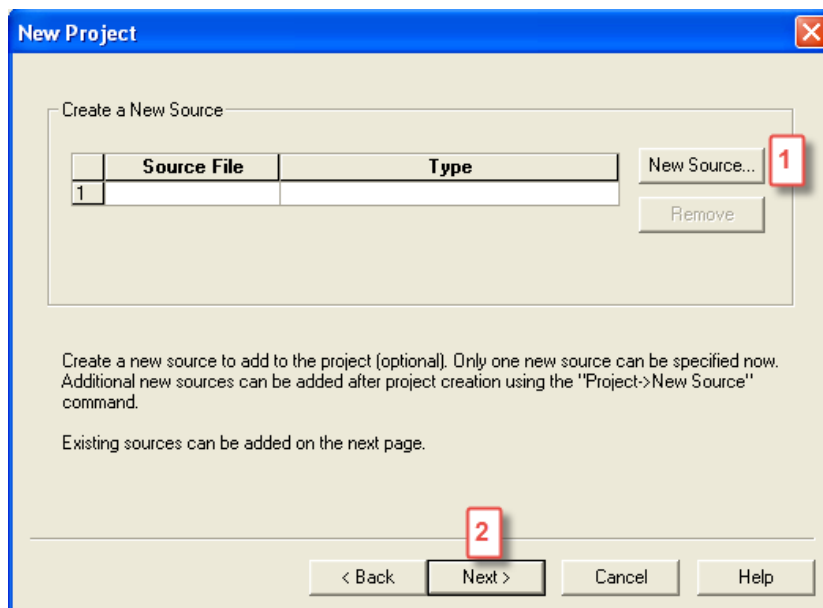 New Project
Create a New Source
Source File Type
1
New Source... 1
Remove
Create a new source to add to the project (optional). Only one new source can be specified now.
Additional new sources can be added after project creation using the "Project->New Source"
command.
Existing sources can be added on the next page.
2
< Back Next > Cancel Help